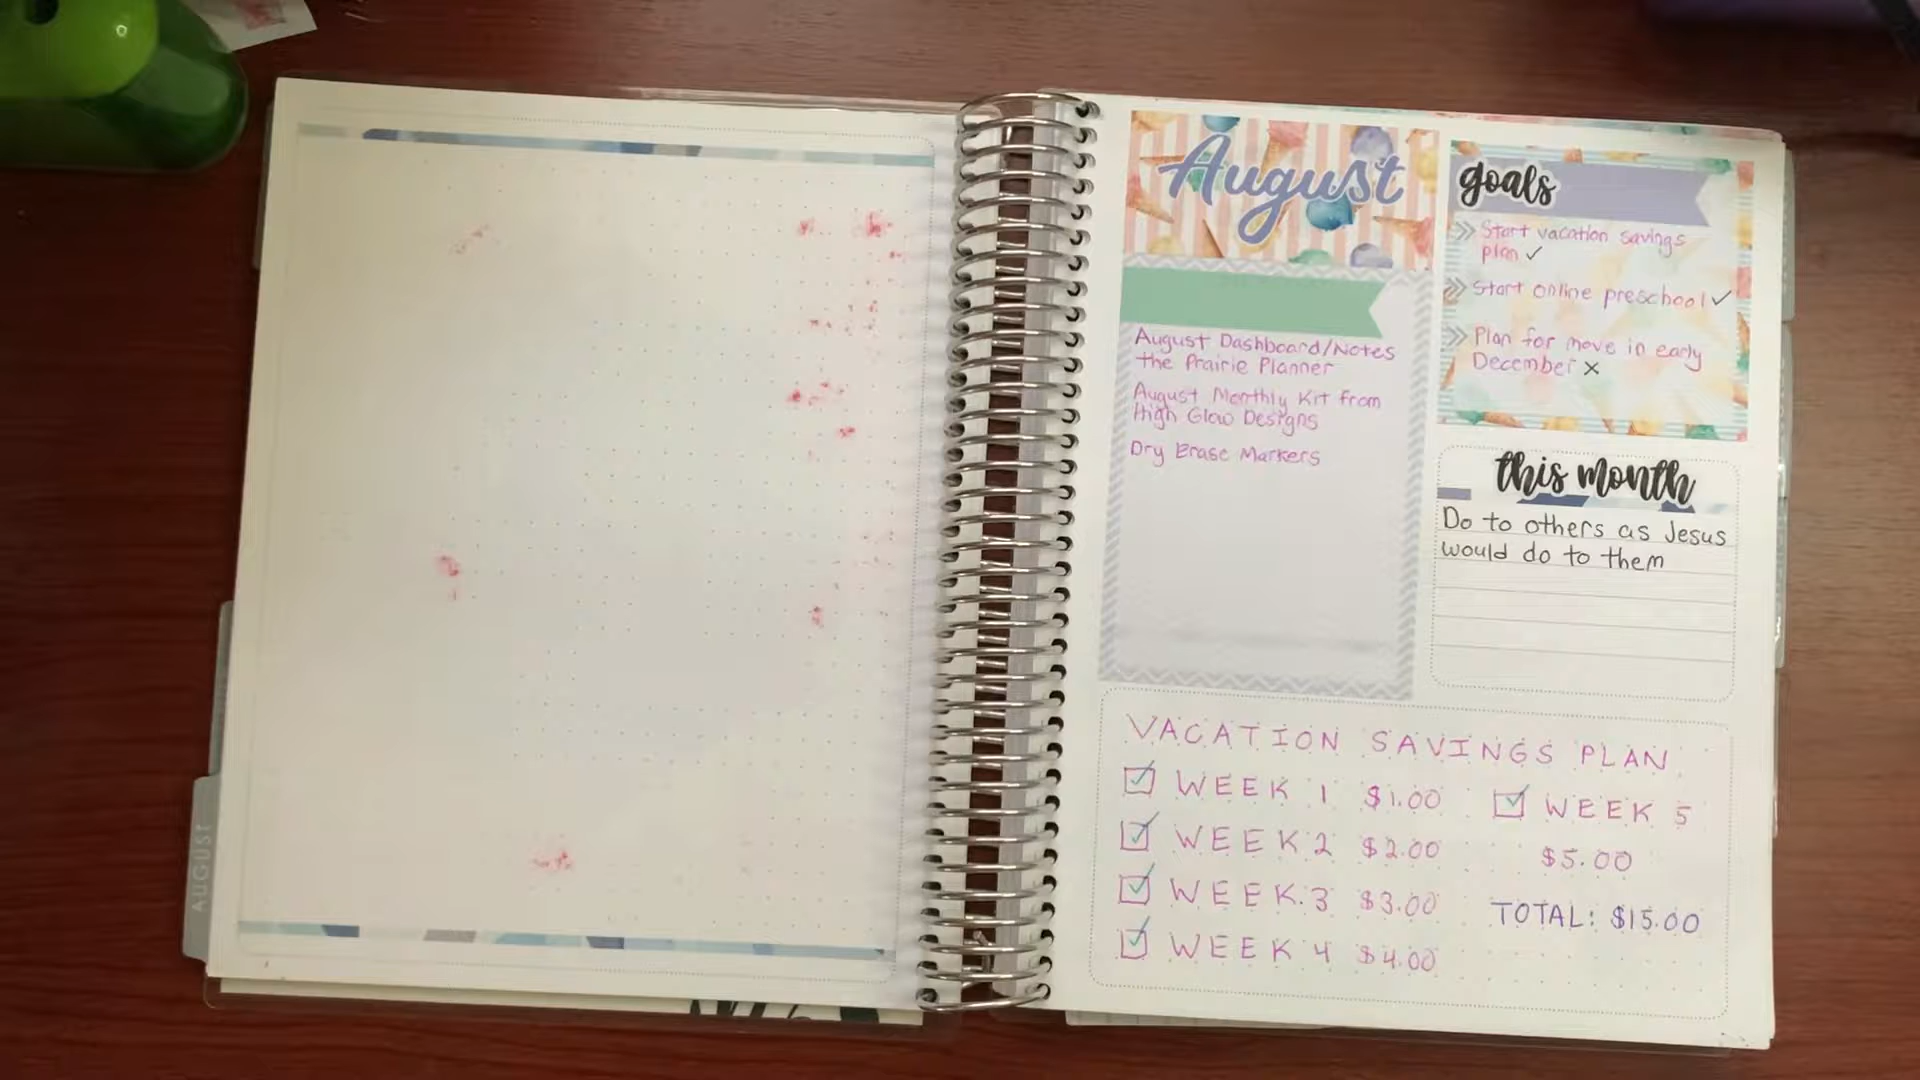 August
August Dashboard/Notes
the Prairie Planner
August Monthly Kit from
High Glow Designs
Dry Erase Markers
goals
Start vacation savings
plan ✓
Start online preschool ✓
Plan for move in early
December ×
this month
Do to others as Jesus
would do to them
VACATION SAVINGS PLAN
WEEK 1 $1.00
WEEK 2 $2.00
WEEK 3 $3.00
WEEK 4 $4.00
WEEK 5
$5.00
TOTAL: $15.00
AUGUST